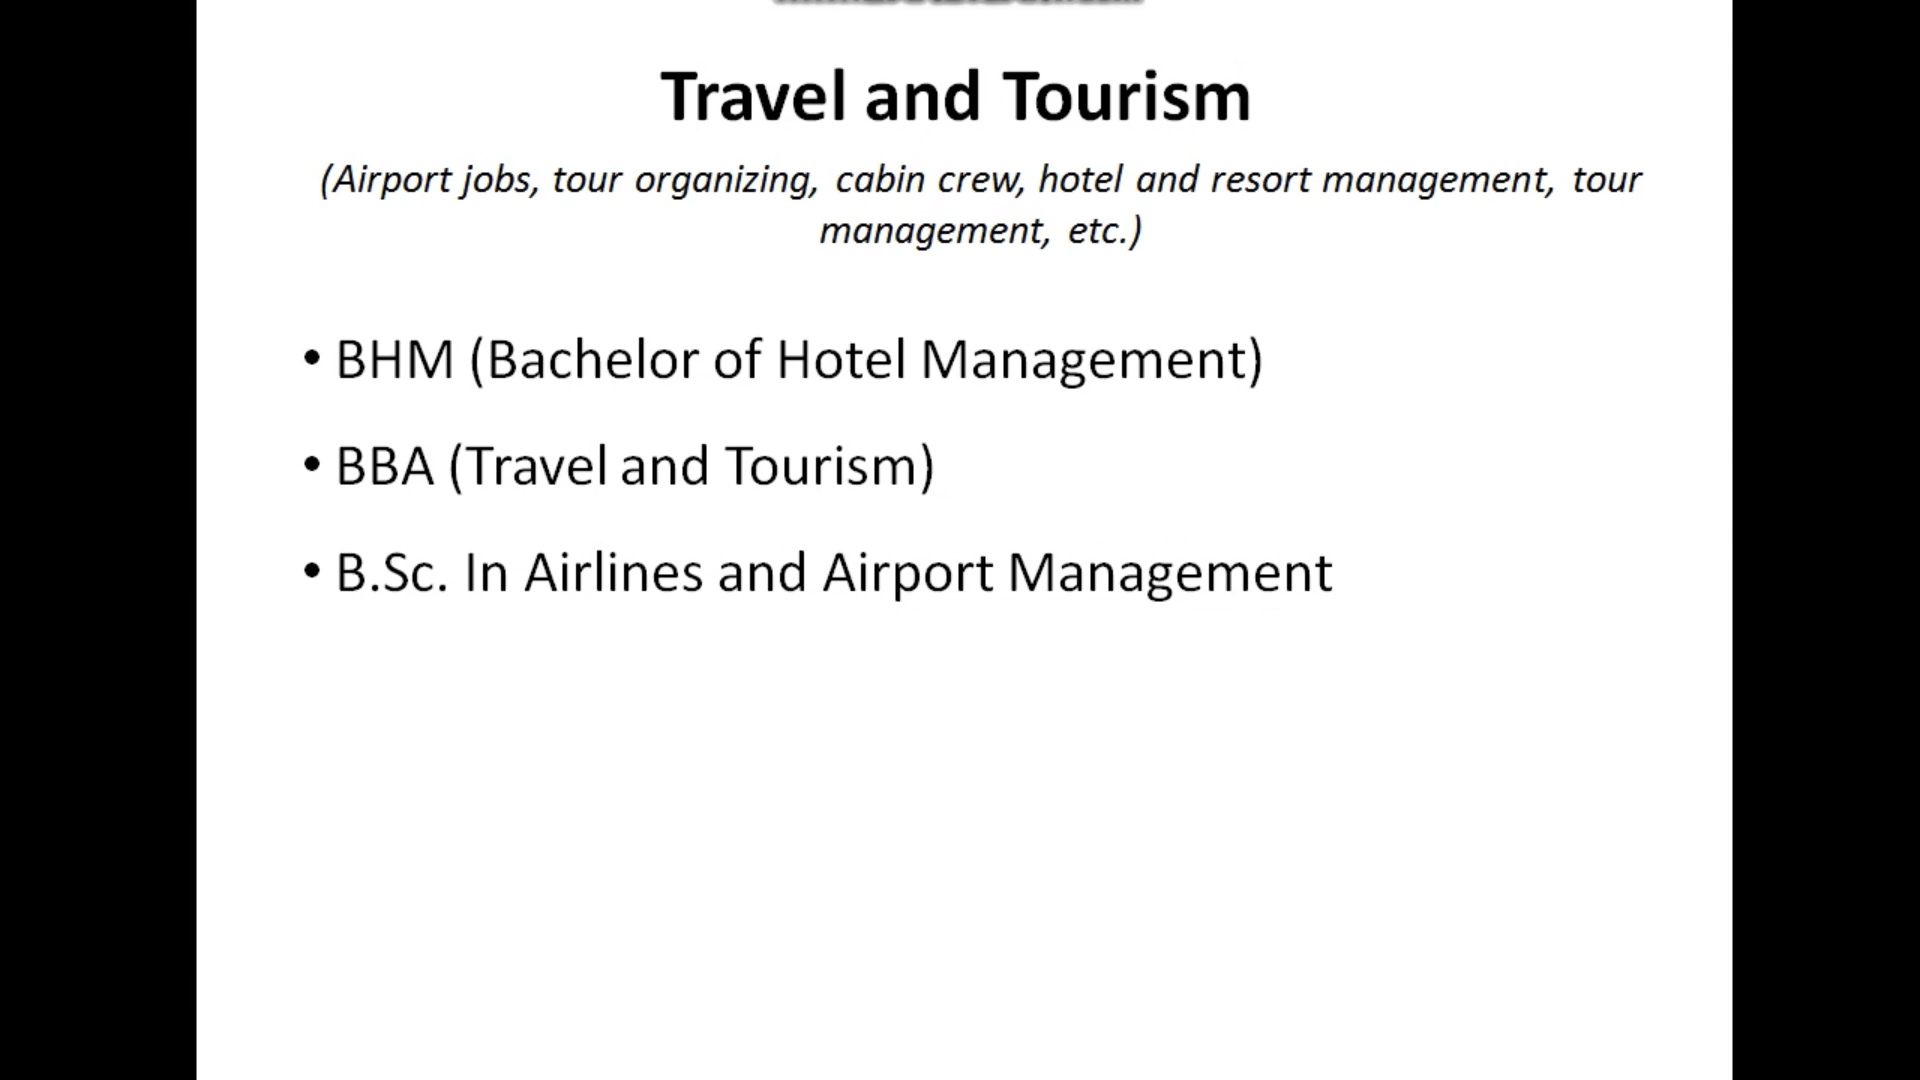 Travel and Tourism
(Airport jobs, tour organizing, cabin crew, hotel and resort management, tour
management, etc.)
• BHM (Bachelor of Hotel Management)
• BBA (Travel and Tourism)
• B.Sc. In Airlines and Airport Management